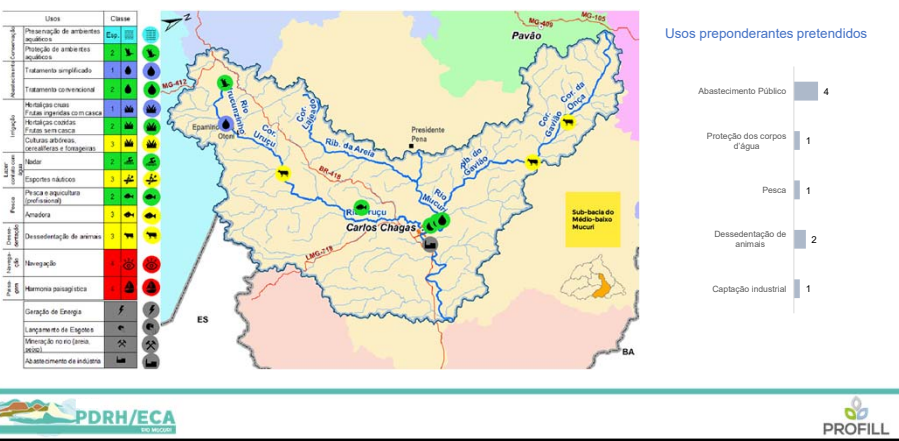 Usos
Classe
Conservação
Preservação de ambientes
aquáticos
Esp.
Proteção de ambientes
aquáticos
2
Abastecimento
Tratamento simplificado
1
Tratamento convencional
2
Irrigação
Hortaliças cruas
Frutas ingeridas com casca
1
Hortaliças cozidas
Frutas sem casca
2
Culturas arbóreas,
cerealíferas e forrageiras
3
Nadar
2
Esportes náuticos
3
Pesca
Pesca e aquicultura
(profissional)
2
Amadora
3
Dessedentação de animais
3
Navegação
4
Harmonia paisagística
4
Geração de Energia
Lançamento de Esgotos
Mineração no rio (areia,
seixo)
Abastecimento de indústria
MG-409
MG-105
Pavão
MG-412
Rio
Urucunzinho
Cor.
Lajeado
Epamino
Otoni
Cor.
Uruçu
Rib. da Areia
Presidente
Pena
Rib. do
Gavião
Cor.
Gavião
Cor. da
Onça
BR-418
Rio
Mucuri
Rio Uruçu
Carlos Chagas
LMG-719
Sub-bacia do
Médio-baixo
Mucuri
ES
BA
Usos preponderantes pretendidos
Abastecimento Público
4
Proteção dos corpos
d'água
1
Pesca
1
Dessedentação de
animais
2
Captação industrial
1
PDRH/ECA
RIO MUCURI
PROFILL